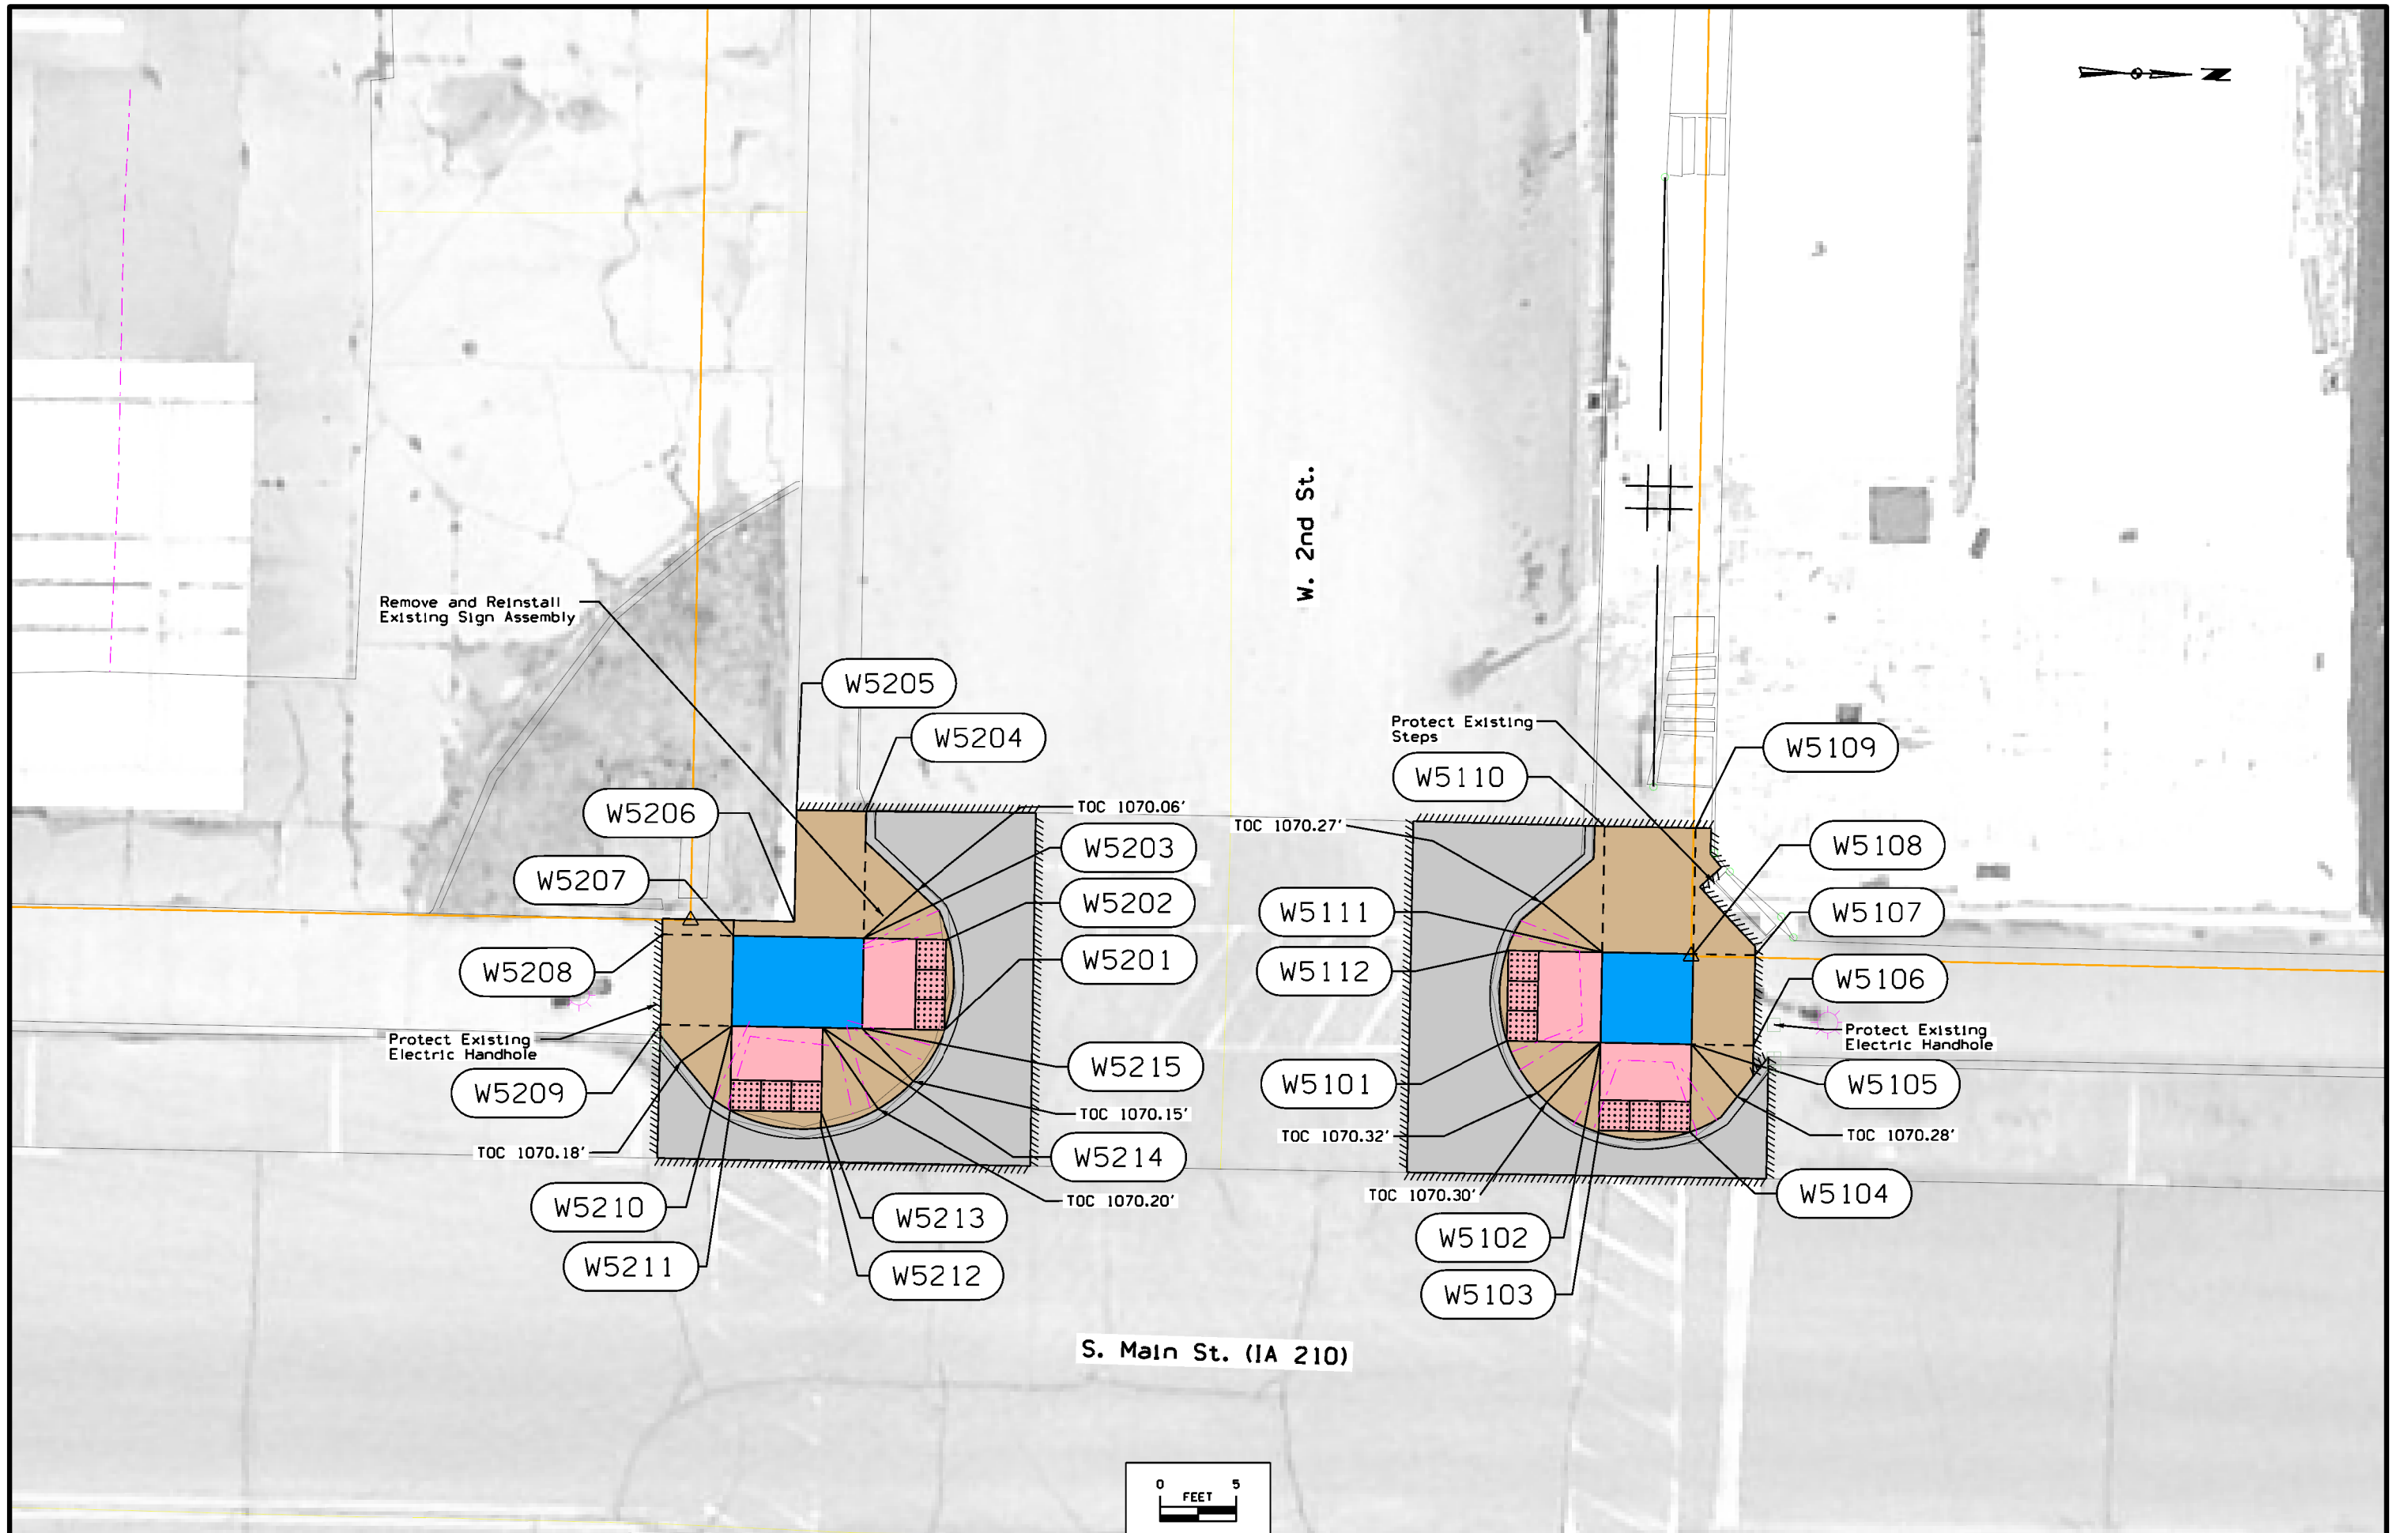 N
W. 2nd St.
Remove and Reinstall
Existing Sign Assembly
W5205
W5204
W5206
TOC 1070.06'
W5203
W5207
W5202
W5208
W5201
Protect Existing
Electric Handhole
W5209
W5215
TOC 1070.15'
TOC 1070.18'
W5214
W5210
TOC 1070.20'
W5213
W5211
W5212
Protect Existing
Steps
W5109
W5110
TOC 1070.27'
W5108
W5111
W5107
W5112
W5106
Protect Existing
Electric Handhole
W5101
W5105
TOC 1070.32'
TOC 1070.28'
TOC 1070.30'
W5104
W5102
W5103
S. Main St. (IA 210)
0 5
FEET